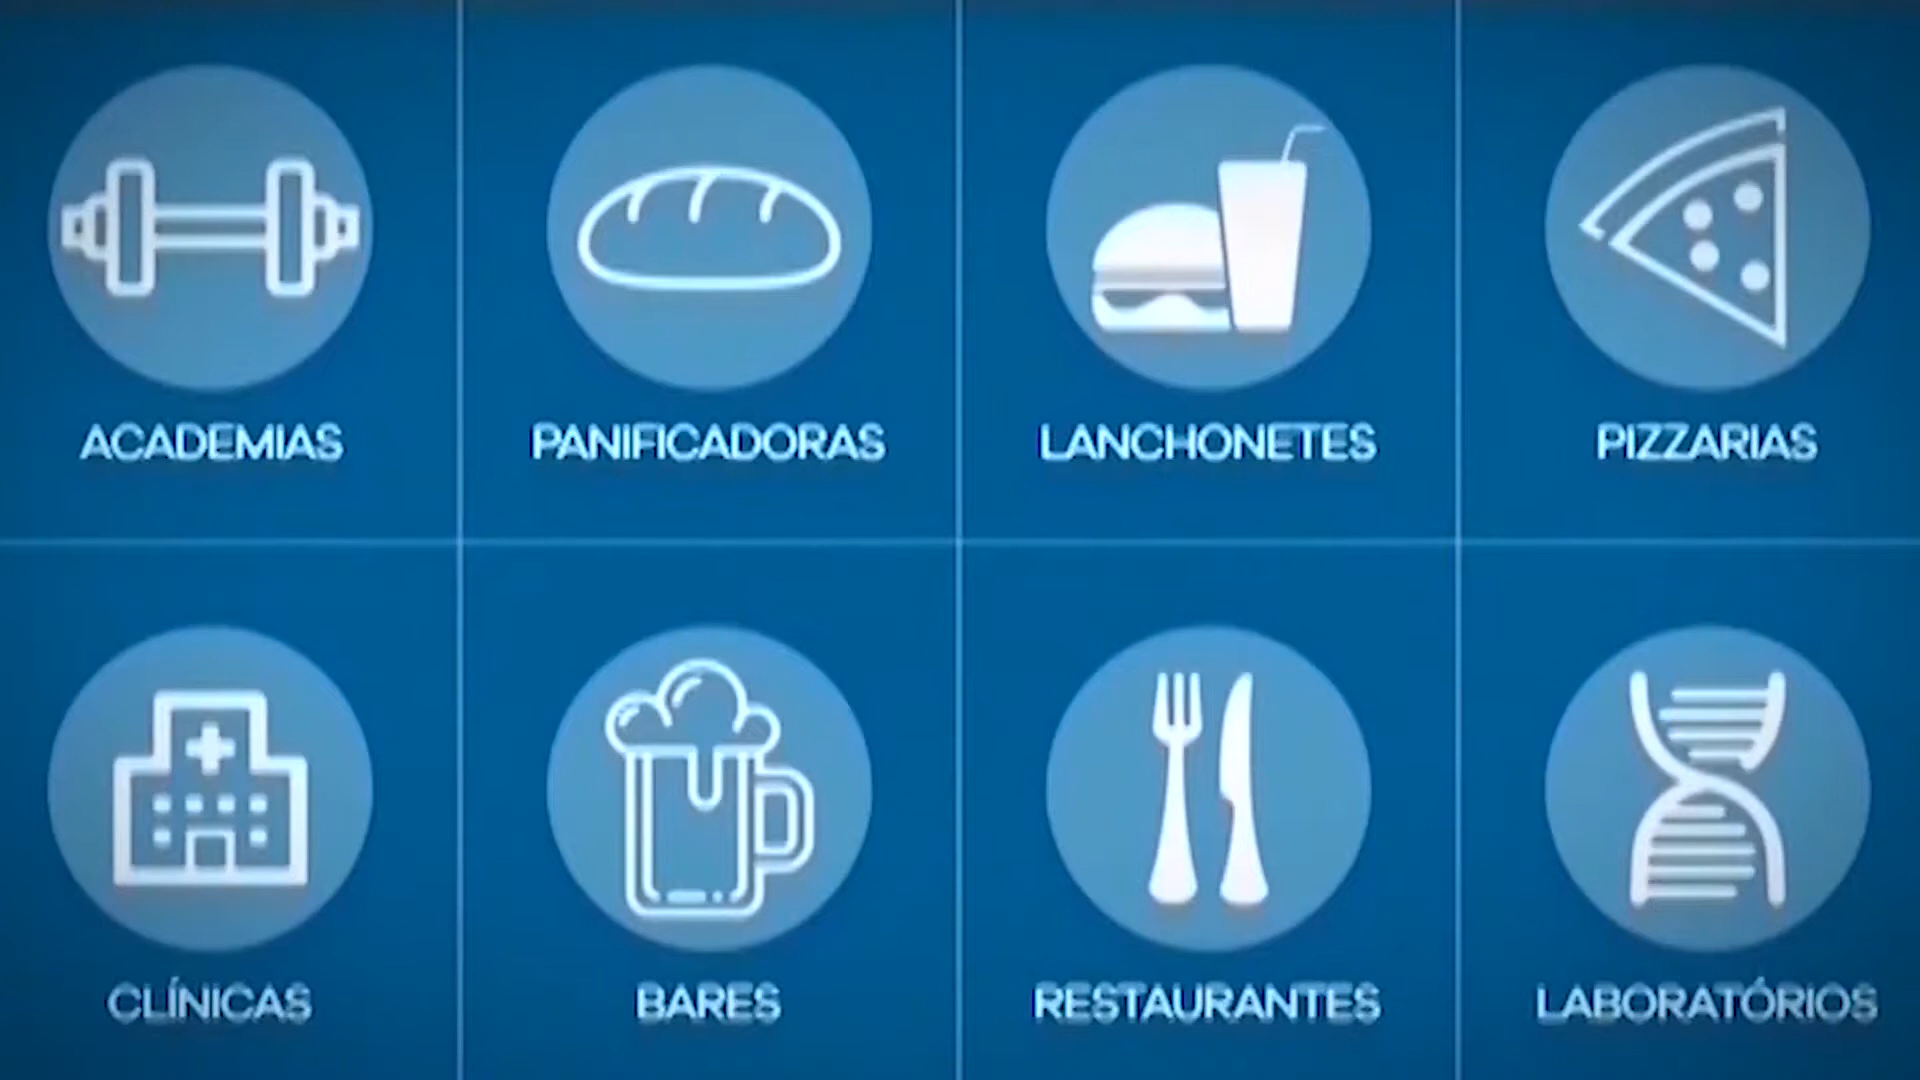 ACADEMIAS
PANIFICADORAS
LANCHONETES
PIZZARIAS
CLÍNICAS
BARES
RESTAURANTES
LABORATÓRIOS